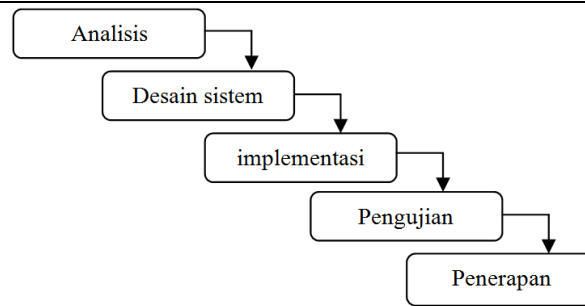 Analisis
Desain sistem
implementasi
Pengujian
Penerapan